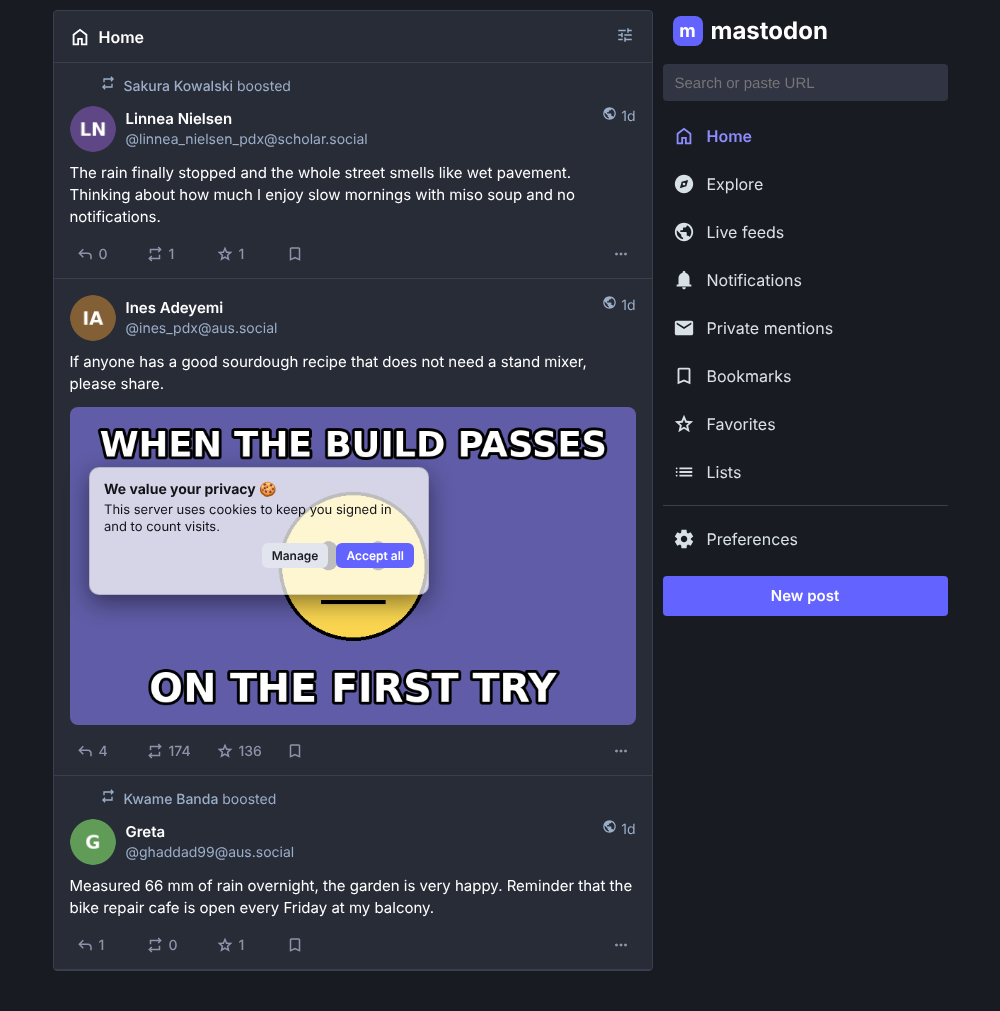 Home
Sakura Kowalski boosted
LN
Linnea Nielsen
1d
@linnea_nielsen_pdx@scholar.social
The rain finally stopped and the whole street smells like wet pavement.
Thinking about how much I enjoy slow mornings with miso soup and no
notifications.
0 1 1
IA
Ines Adeyemi
1d
@ines_pdx@aus.social
If anyone has a good sourdough recipe that does not need a stand mixer,
please share.
WHEN THE BUILD PASSES
We value your privacy 🍪
This server uses cookies to keep you signed in
and to count visits.
Manage Accept all
ON THE FIRST TRY
4 174 136
Kwame Banda boosted
G
Greta
1d
@ghaddad99@aus.social
Measured 66 mm of rain overnight, the garden is very happy. Reminder that the
bike repair cafe is open every Friday at my balcony.
1 0 1
m mastodon
Search or paste URL
Home
Explore
Live feeds
Notifications
Private mentions
Bookmarks
Favorites
Lists
Preferences
New post